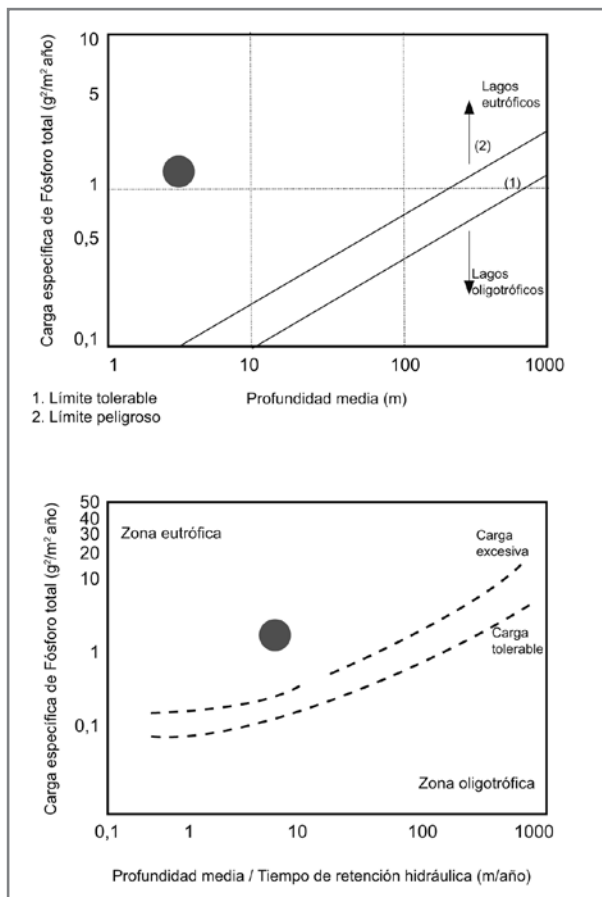 Carga específica de Fósforo total (g²/m² año)
10
5
1
0,5
0,1
Lagos
eutróficos
(2)
(1)
Lagos
oligotróficos
1
10
100
1000
1. Límite tolerable
2. Límite peligroso
Profundidad media (m)
Carga específica de Fósforo total (g²/m² año)
50
40
30
20
10
1
0,1
Zona eutrófica
Carga
excesiva
Carga
tolerable
Zona oligotrófica
0,1
1
10
100
1000
Profundidad media / Tiempo de retención hidráulica (m/año)